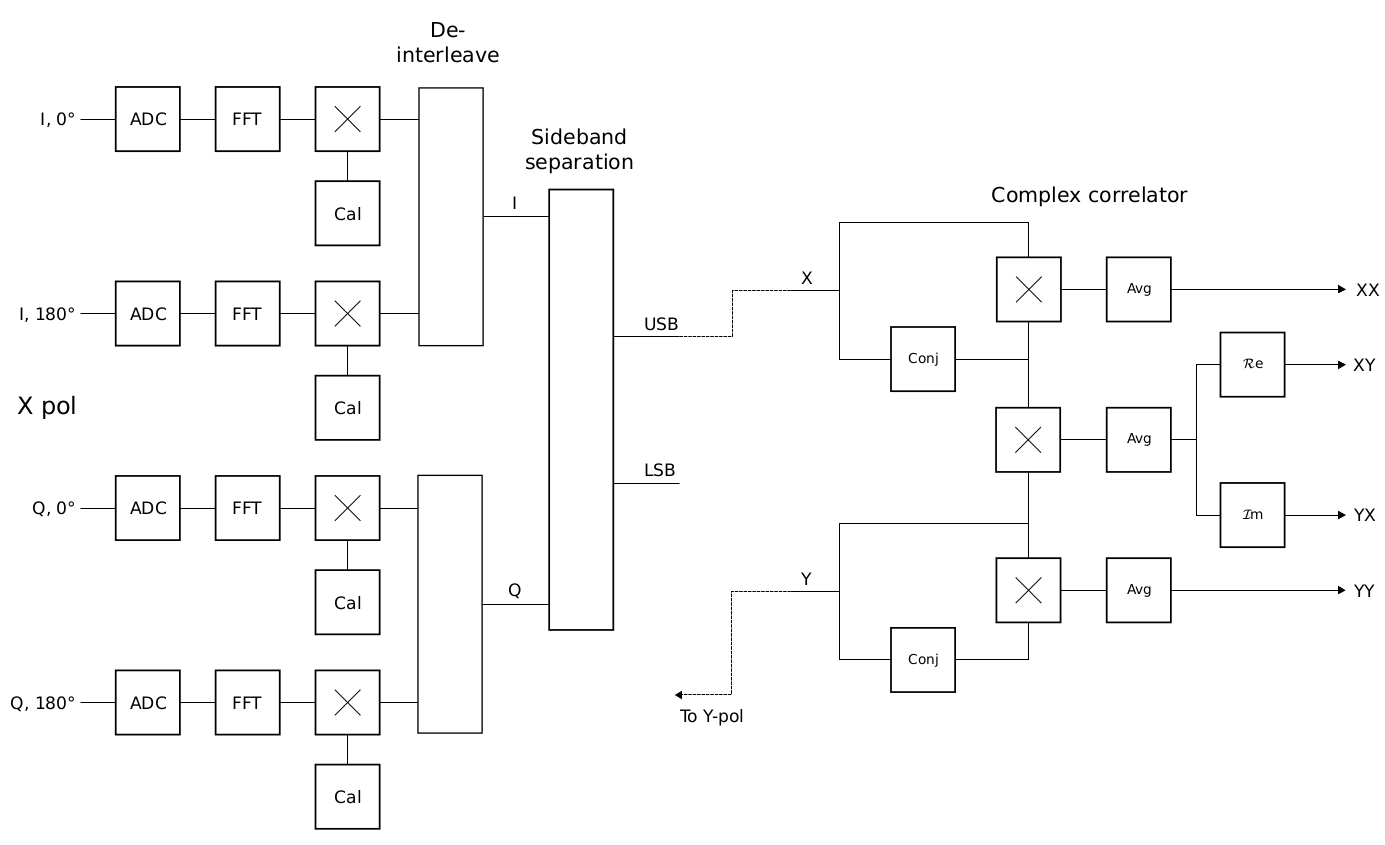 De-
interleave
I, 0°
ADC
FFT
Cal
I, 180°
ADC
FFT
Cal
X pol
Q, 0°
ADC
FFT
Cal
Q, 180°
ADC
FFT
Cal
I
Q
Sideband
separation
USB
LSB
To Y-pol
Complex correlator
X
Conj
Avg
XX
Avg
ℛe
XY
ℐm
YX
Y
Conj
Avg
YY